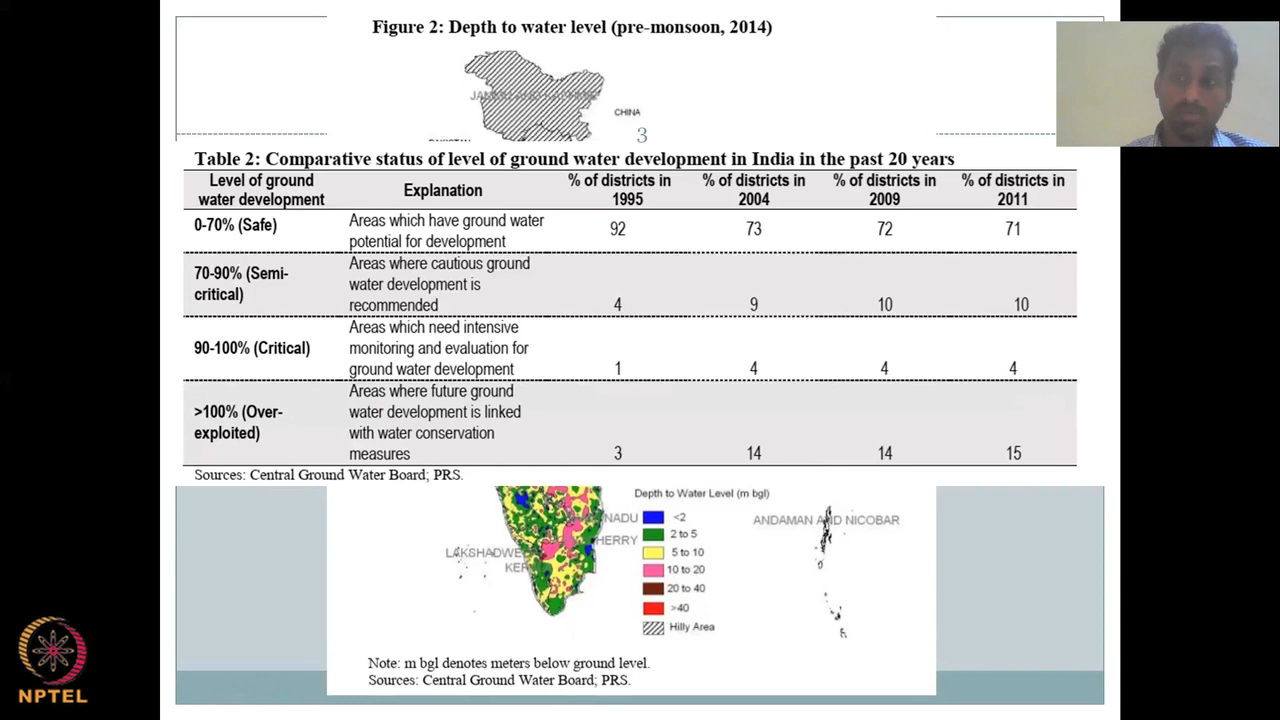 Figure 2: Depth to water level (pre-monsoon, 2014)
CHINA
3
Table 2: Comparative status of level of ground water development in India in the past 20 years
Level of ground water development Explanation % of districts in 1995 % of districts in 2004 % of districts in 2009 % of districts in 2011
0-70% (Safe) Areas which have ground water potential for development 92 73 72 71
70-90% (Semi-critical) Areas where cautious ground water development is recommended 4 9 10 10
90-100% (Critical) Areas which need intensive monitoring and evaluation for ground water development 1 4 4 4
>100% (Over-exploited) Areas where future ground water development is linked with water conservation measures 3 14 14 15
Sources: Central Ground Water Board; PRS.
Depth to Water Level (m bgl)
<2
2 to 5
5 to 10
10 to 20
20 to 40
>40
Hilly Area
ANDAMAN AND NICOBAR
Note: m bgl denotes meters below ground level.
Sources: Central Ground Water Board; PRS.
NPTEL